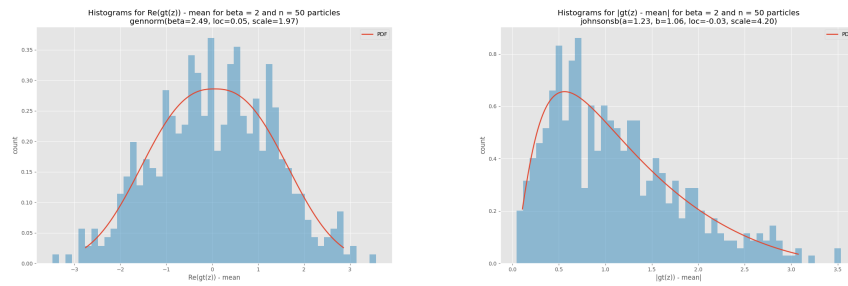 Histograms for Re(gt(z)) - mean for beta = 2 and n = 50 particles
gennorm(beta=2.49, loc=0.05, scale=1.97)
PDF
0.35
0.30
0.25
0.20
0.15
0.10
0.05
0.00
count
−3
−2
−1
0
1
2
3
Re(gt(z)) - mean
Histograms for |gt(z) - mean| for beta = 2 and n = 50 particles
johnsonsb(a=1.23, b=1.06, loc=-0.03, scale=4.20)
PD
0.8
0.6
0.4
0.2
0.0
count
0.0
0.5
1.0
1.5
2.0
2.5
3.0
3.5
|gt(z) - mean|